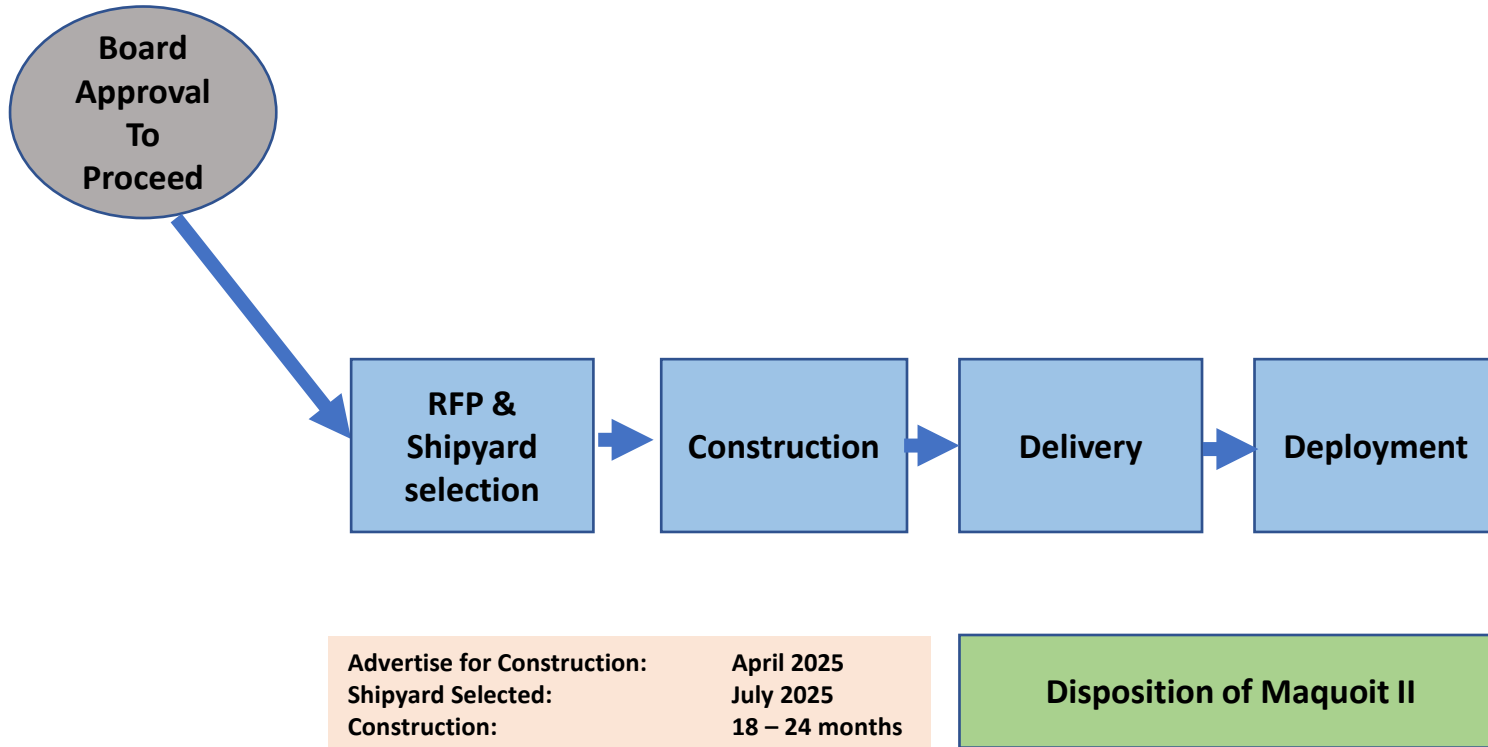 Board
Approval
To
Proceed
RFP &
Shipyard
selection
Construction
Delivery
Deployment
Advertise for Construction: April 2025
Shipyard Selected: July 2025
Construction: 18 – 24 months
Disposition of Maquoit II